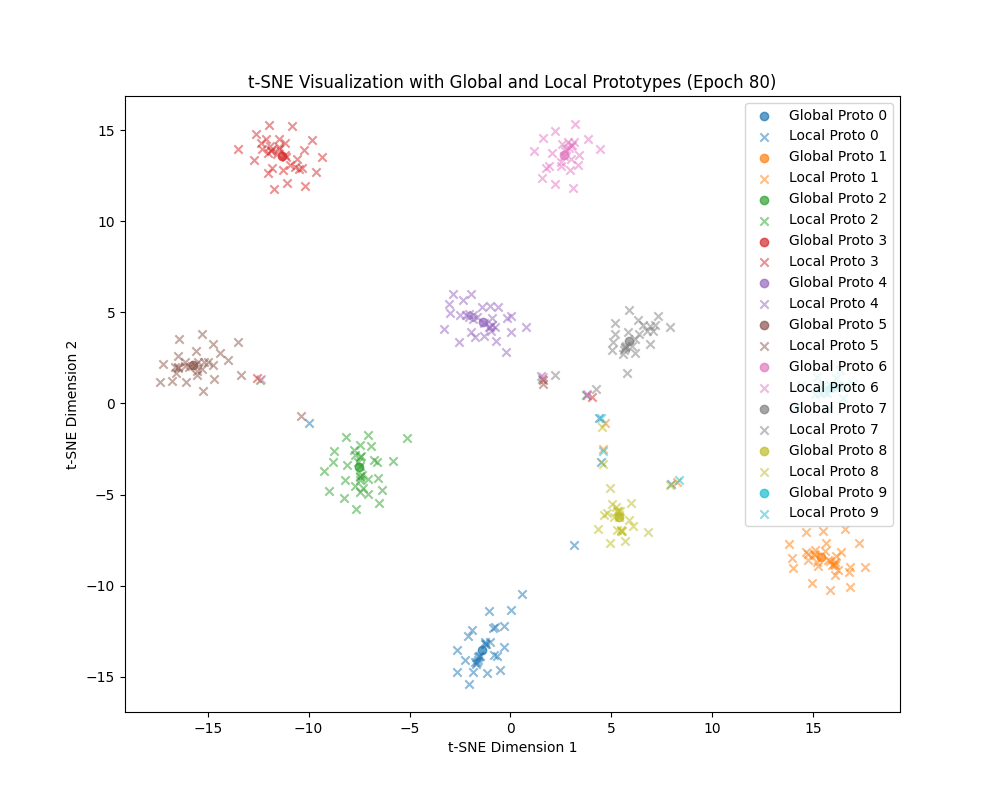 t-SNE Visualization with Global and Local Prototypes (Epoch 80)
Global Proto 0
Local Proto 0
Global Proto 1
Local Proto 1
Global Proto 2
Local Proto 2
Global Proto 3
Local Proto 3
Global Proto 4
Local Proto 4
Global Proto 5
Local Proto 5
Global Proto 6
Local Proto 6
Global Proto 7
Local Proto 7
Global Proto 8
Local Proto 8
Global Proto 9
Local Proto 9
t-SNE Dimension 2
15
10
5
0
−5
−10
−15
−15
−10
−5
0
5
10
15
t-SNE Dimension 1